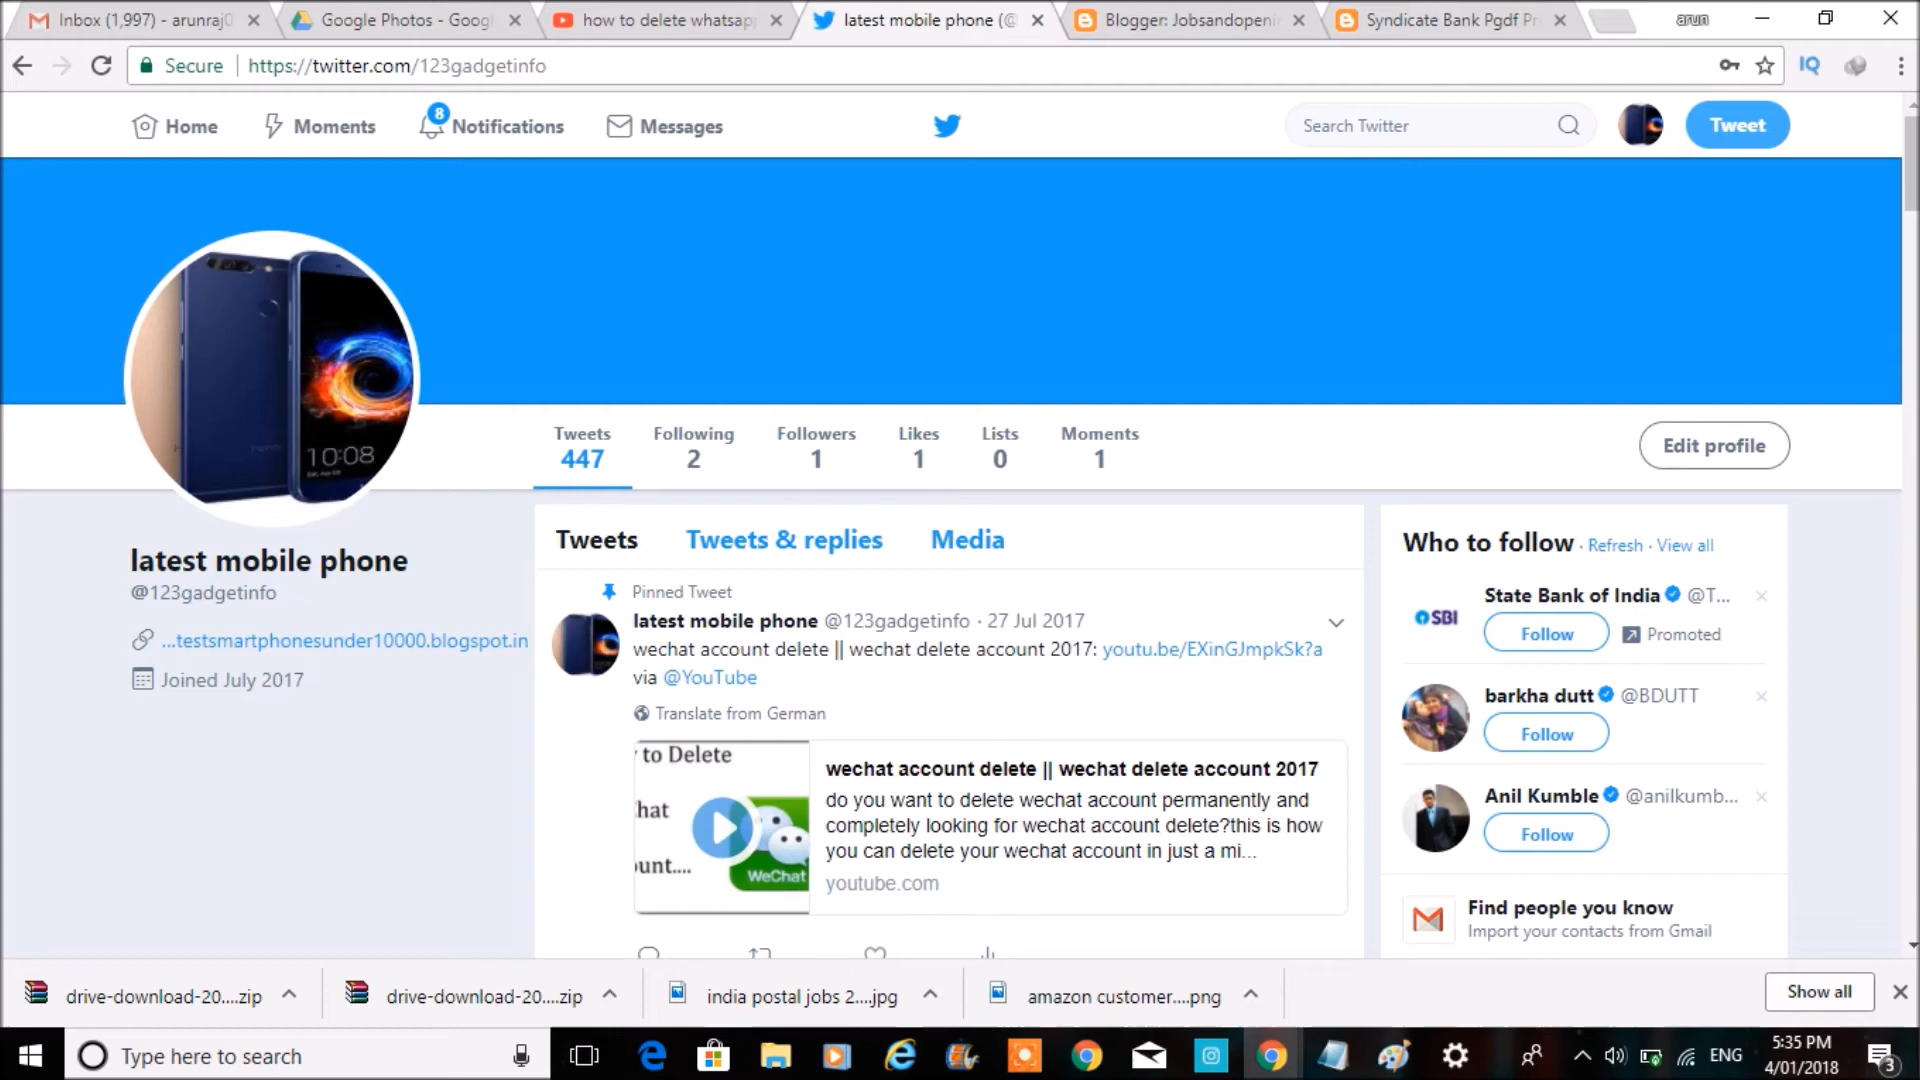 Inbox (1,997) - arunraj0
Google Photos - Googl
how to delete whatsap
latest mobile phone (@
Blogger: Jobsandopeni
Syndicate Bank Pgdf Pr
arun
Secure
https://twitter.com/123gadgetinfo
IQ
Home
Moments
8
Notifications
Messages
Search Twitter
Tweet
10:08
Tweets
447
Following
2
Followers
1
Likes
1
Lists
0
Moments
1
Edit profile
latest mobile phone
@123gadgetinfo
...testsmartphonesunder10000.blogspot.in
Joined July 2017
Tweets
Tweets & replies
Media
Pinned Tweet
latest mobile phone @123gadgetinfo · 27 Jul 2017
wechat account delete || wechat delete account 2017: youtu.be/EXinGJmpkSk?a
via @YouTube
Translate from German
to Delete
hat
unt....
WeChat
wechat account delete || wechat delete account 2017
do you want to delete wechat account permanently and
completely looking for wechat account delete?this is how
you can delete your wechat account in just a mi...
youtube.com
Who to follow · Refresh · View all
SBI
State Bank of India @T...
Follow
Promoted
barkha dutt @BDUTT
Follow
Anil Kumble @anilkumb...
Follow
Find people you know
Import your contacts from Gmail
drive-download-20....zip
drive-download-20....zip
india postal jobs 2....jpg
amazon customer....png
Show all
Type here to search
ENG
5:35 PM
4/01/2018
3